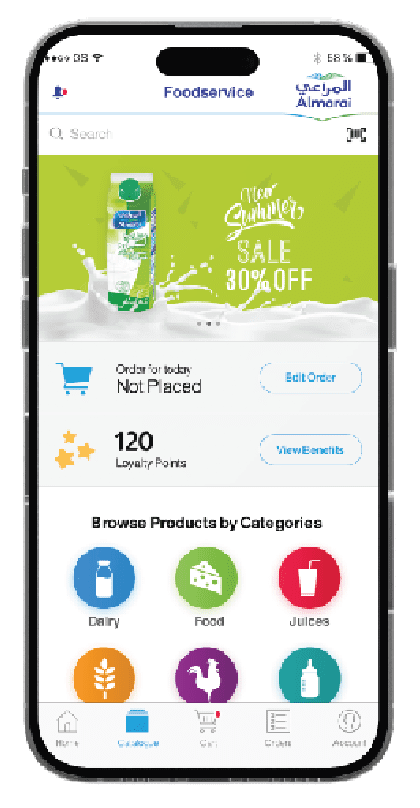 58 %
Foodservice
المراعي
Almarai
Search
New
Summer
SALE
30% OFF
Order for today
Not Placed
Edit Order
120
Loyalty Points
View Benefits
Browse Products by Categories
Dairy
Food
Juices
Home
Catalogue
Cart
Orders
Account